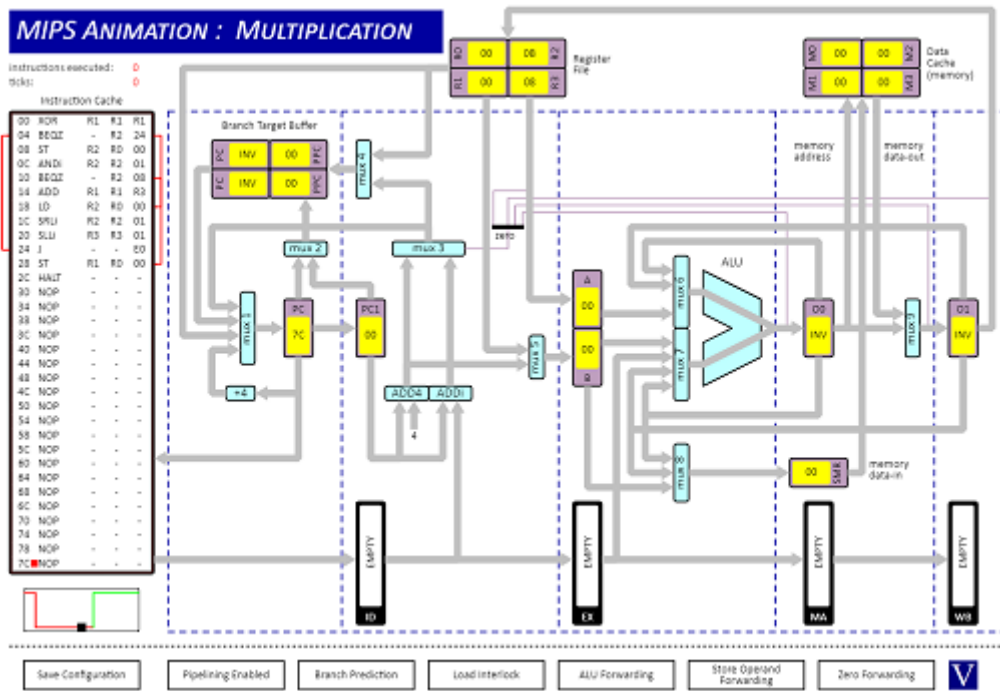 MIPS ANIMATION : MULTIPLICATION
instructions executed: 0
ticks: 0
Instruction Cache
00 XOR R1 R1 R1
04 BEQZ - R2 24
08 ST R2 R0 00
0C ANDi R2 R2 01
10 BEQZ - R2 08
14 ADD R1 R1 R3
18 LD R2 R0 00
1C SRLi R2 R2 01
20 SLLi R3 R3 01
24 J - - E0
28 ST R1 R0 00
2C HALT - - -
30 NOP - - -
34 NOP - - -
38 NOP - - -
3C NOP - - -
40 NOP - - -
44 NOP - - -
48 NOP - - -
4C NOP - - -
50 NOP - - -
54 NOP - - -
58 NOP - - -
5C NOP - - -
60 NOP - - -
64 NOP - - -
68 NOP - - -
6C NOP - - -
70 NOP - - -
74 NOP - - -
78 NOP - - -
7C NOP - - -
R0 00 08 R2
R1 00 08 R3
Register
File
M0 00 00 M2
M1 00 00 M3
Data
Cache
(memory)
Branch Target Buffer
PC INV 00 PPC
PC INV 00 PPC
mux 4
memory
address
memory
data-out
zero
mux 2
mux 3
mux 1
PC
7C
PC1
00
+4
ADD4
ADDi
4
mux 5
A
00
00
B
mux 6
mux 7
ALU
O0
INV
mux 9
O1
INV
mux 8
00 SMR
memory
data-in
EMPTY
ID
EMPTY
EX
EMPTY
MA
EMPTY
WB
Save Configuration
Pipelining Enabled
Branch Prediction
Load Interlock
ALU Forwarding
Store Operand
Forwarding
Zero Forwarding
V